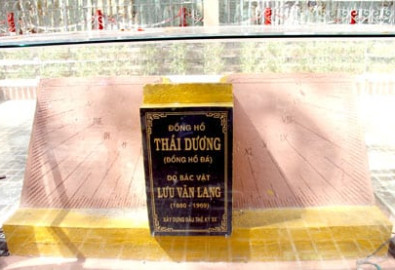 ĐỒNG HỒ
THÁI DƯƠNG
(ĐỒNG HỒ ĐÁ)
DO BÁC VẬT
LƯU VĂN LANG
(1880 - 1969)
XÂY DỰNG ĐẦU THẾ KỶ XX